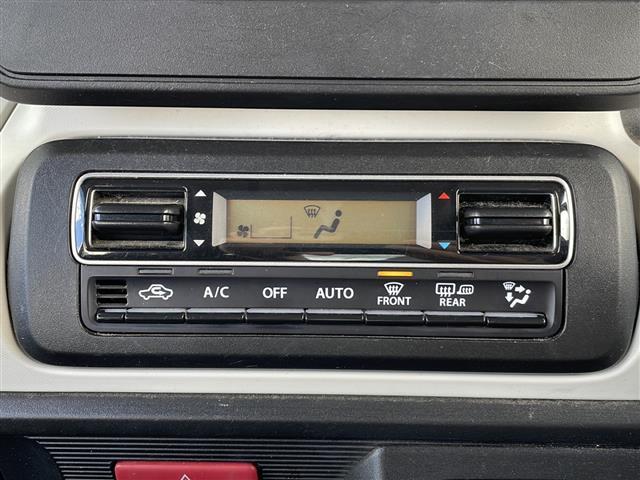 A/C OFF AUTO FRONT REAR